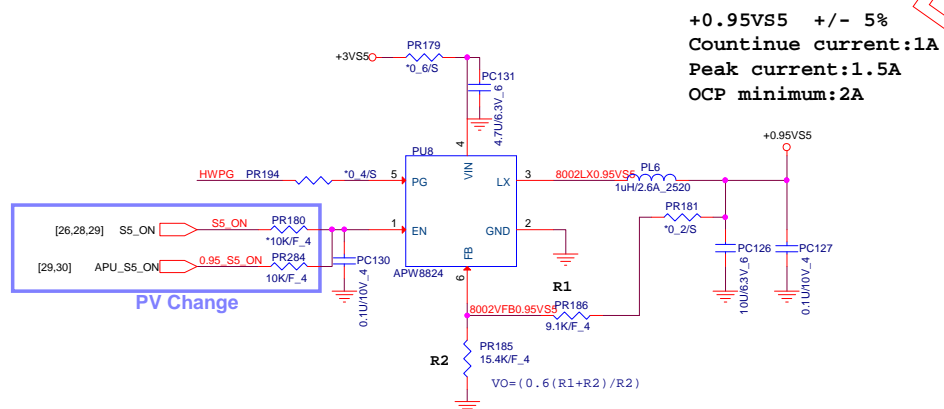 +0.95VS5 +/- 5%
Countinue current:1A
Peak current:1.5A
OCP minimum:2A
+3VS5
PR179
*0_6/S
PC131
4.7U/6.3V_6
+0.95VS5
PU8
4
VIN
HWPG
PR194
*0_4/S
5
PG
LX
3
8002LX0.95VS5
PL6
1uH/2.6A_2520
PR181
*0_2/S
[26,28,29]
S5_ON
S5_ON
PR180
*10K/F_4
1
EN
GND
2
[29,30]
APU_S5_ON
0.95_S5_ON
PR284
10K/F_4
PC130
0.1U/10V_4
FB
APW8824
6
PC126
10U/6.3V_6
PC127
0.1U/10V_4
PV Change
R1
8002VFB0.95VS5
PR186
9.1K/F_4
R2
PR185
15.4K/F_4
VO=(0.6(R1+R2)/R2)